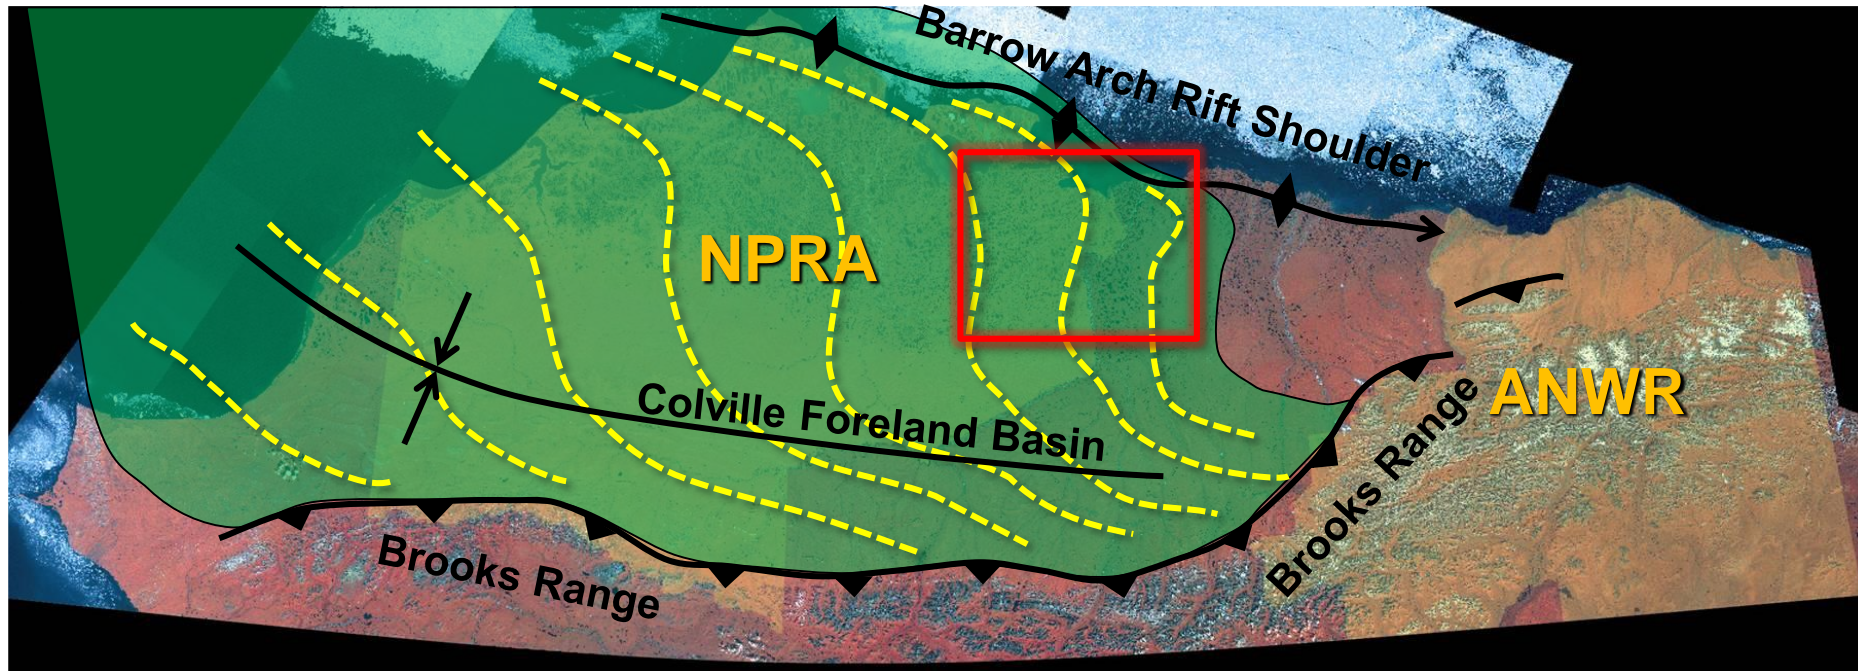 Barrow Arch Rift Shoulder
NPRA
Colville Foreland Basin
ANWR
Brooks Range
Brooks Range